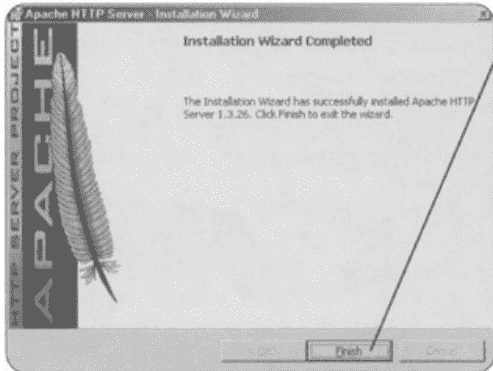 Apache HTTP Server - Installation Wizard
Installation Wizard Completed
The Installation Wizard has successfully installed Apache HTTP
Server 1.3.26. Click Finish to exit the wizard.
HTTP SERVER PROJECT
APACHE
Finish